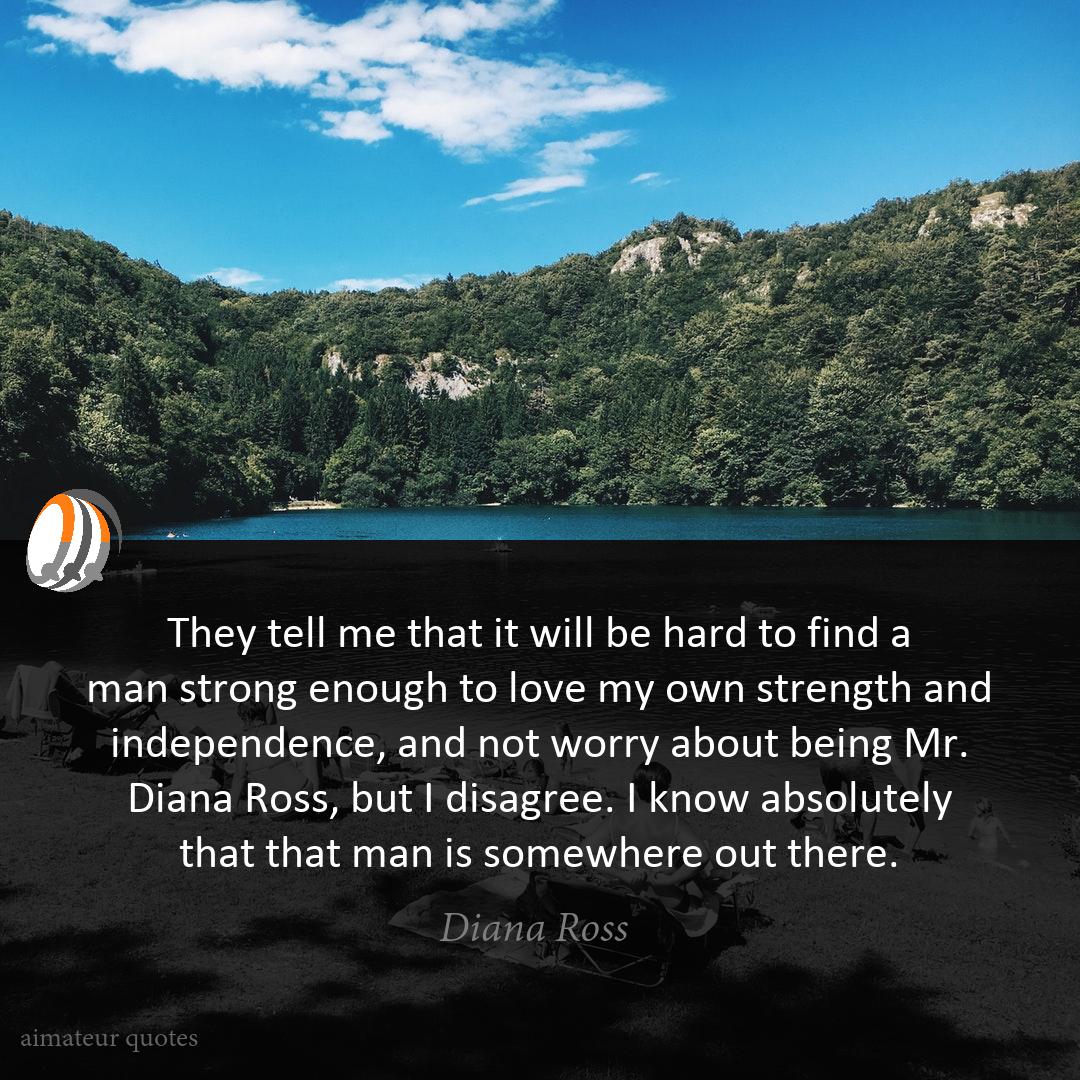 They tell me that it will be hard to find a
man strong enough to love my own strength and
independence, and not worry about being Mr.
Diana Ross, but I disagree. I know absolutely
that that man is somewhere out there.
Diana Ross
aimateur quotes